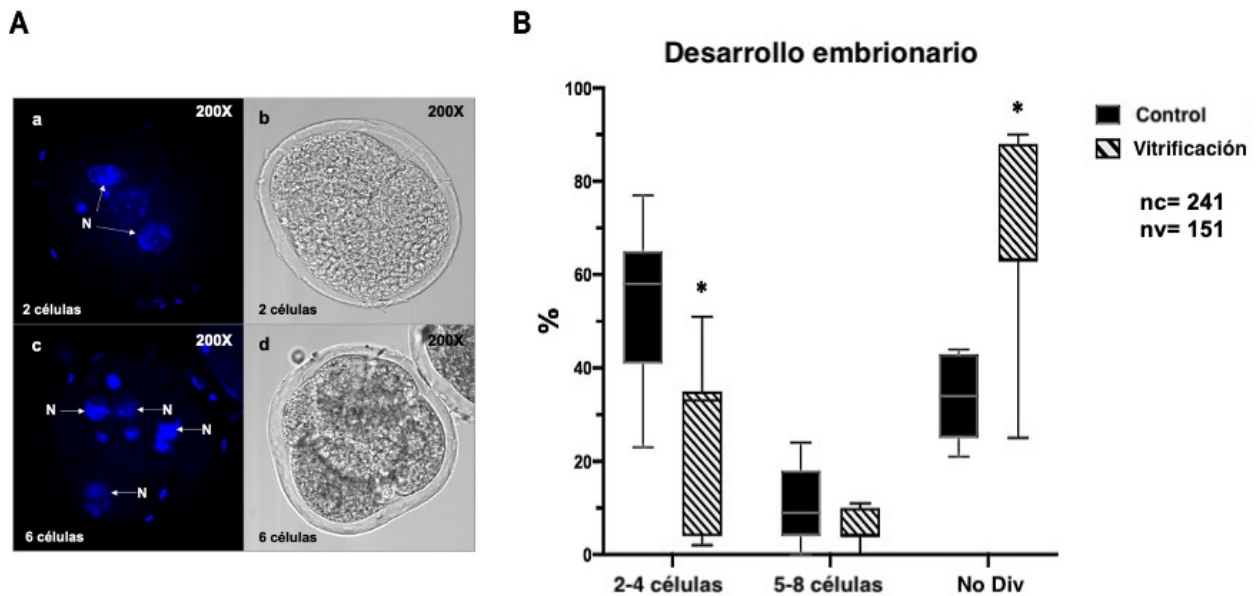 A
a
200X
N
2 células
b
200X
2 células
c
200X
N
N
N
N
6 células
d
200X
6 células
B
Desarrollo embrionario
%
100
80
60
40
20
0
*
*
2-4 células
5-8 células
No Div
Control
Vitrificación
nc= 241
nv= 151